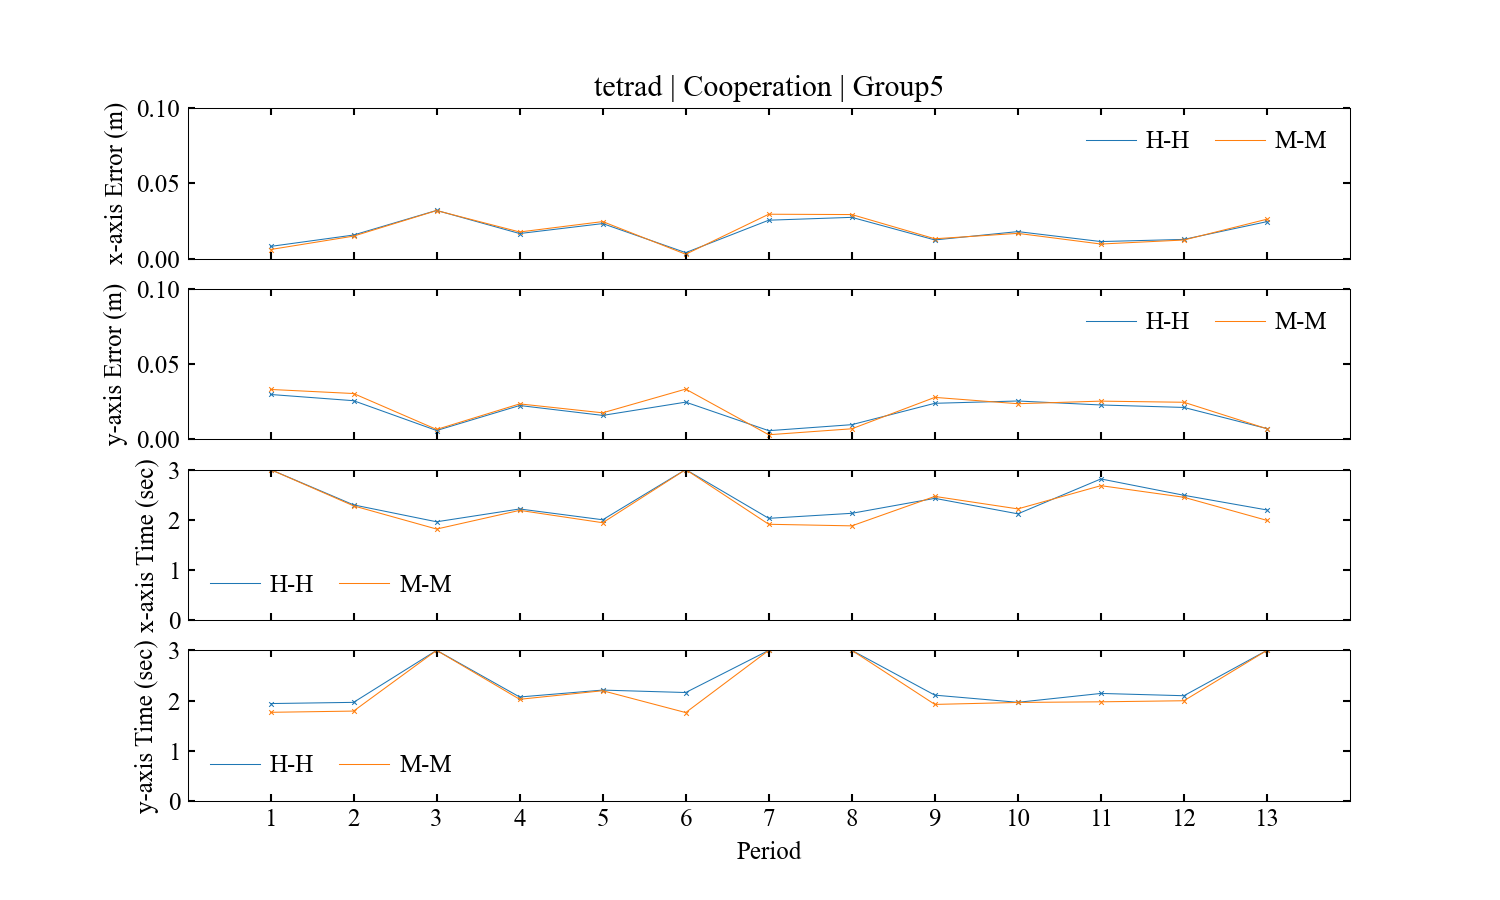 tetrad | Cooperation | Group5
x-axis Error (m)
0.10
0.05
0.00
H-H M-M
y-axis Error (m)
0.10
0.05
0.00
H-H M-M
x-axis Time (sec)
3
2
1
0
H-H M-M
y-axis Time (sec)
3
2
1
0
H-H M-M
1 2 3 4 5 6 7 8 9 10 11 12 13
Period